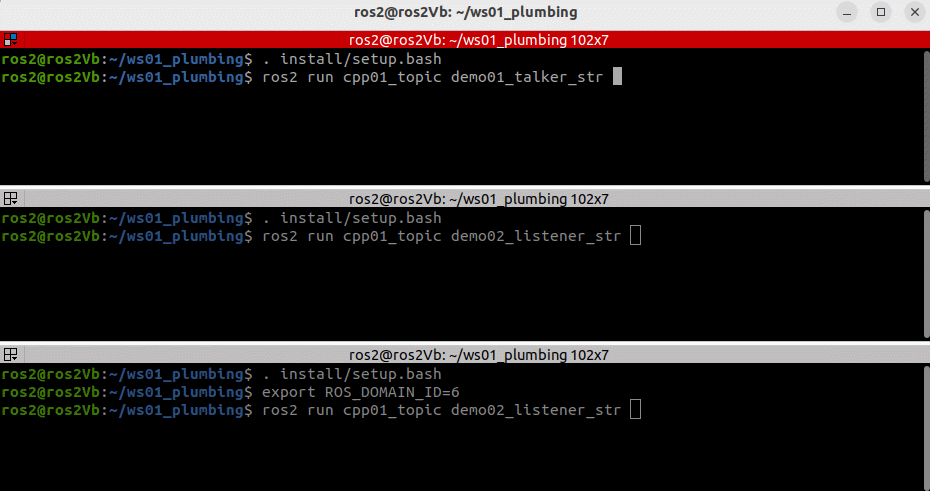 ros2@ros2Vb: ~/ws01_plumbing
ros2@ros2Vb: ~/ws01_plumbing 102x7
ros2@ros2Vb:~/ws01_plumbing$ . install/setup.bash
ros2@ros2Vb:~/ws01_plumbing$ ros2 run cpp01_topic demo01_talker_str
ros2@ros2Vb: ~/ws01_plumbing 102x7
ros2@ros2Vb:~/ws01_plumbing$ . install/setup.bash
ros2@ros2Vb:~/ws01_plumbing$ ros2 run cpp01_topic demo02_listener_str
ros2@ros2Vb: ~/ws01_plumbing 102x7
ros2@ros2Vb:~/ws01_plumbing$ . install/setup.bash
ros2@ros2Vb:~/ws01_plumbing$ export ROS_DOMAIN_ID=6
ros2@ros2Vb:~/ws01_plumbing$ ros2 run cpp01_topic demo02_listener_str